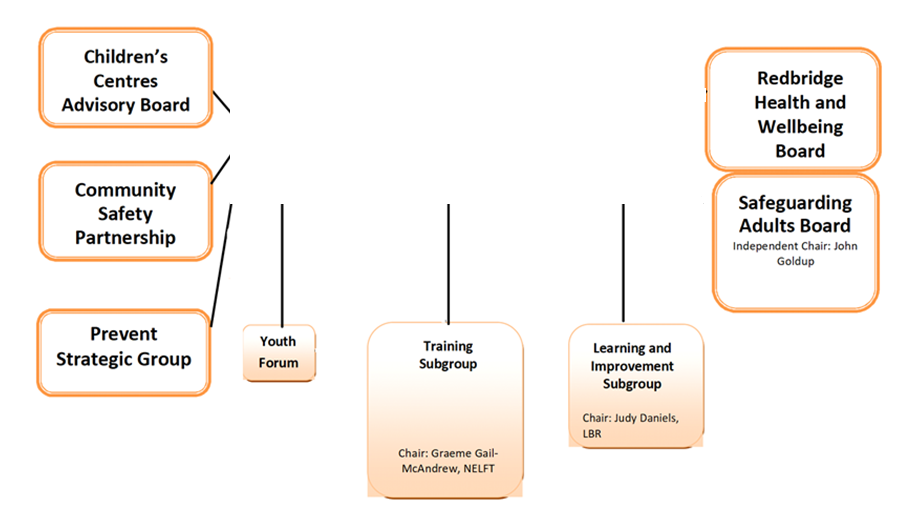 Children’s
Centres
Advisory Board
Community
Safety
Partnership
Prevent
Strategic Group
Youth
Forum
Training
Subgroup
Chair: Graeme Gail-
McAndrew, NELFT
Learning and
Improvement
Subgroup
Chair: Judy Daniels,
LBR
Redbridge
Health and
Wellbeing
Board
Safeguarding
Adults Board
Independent Chair: John
Goldup